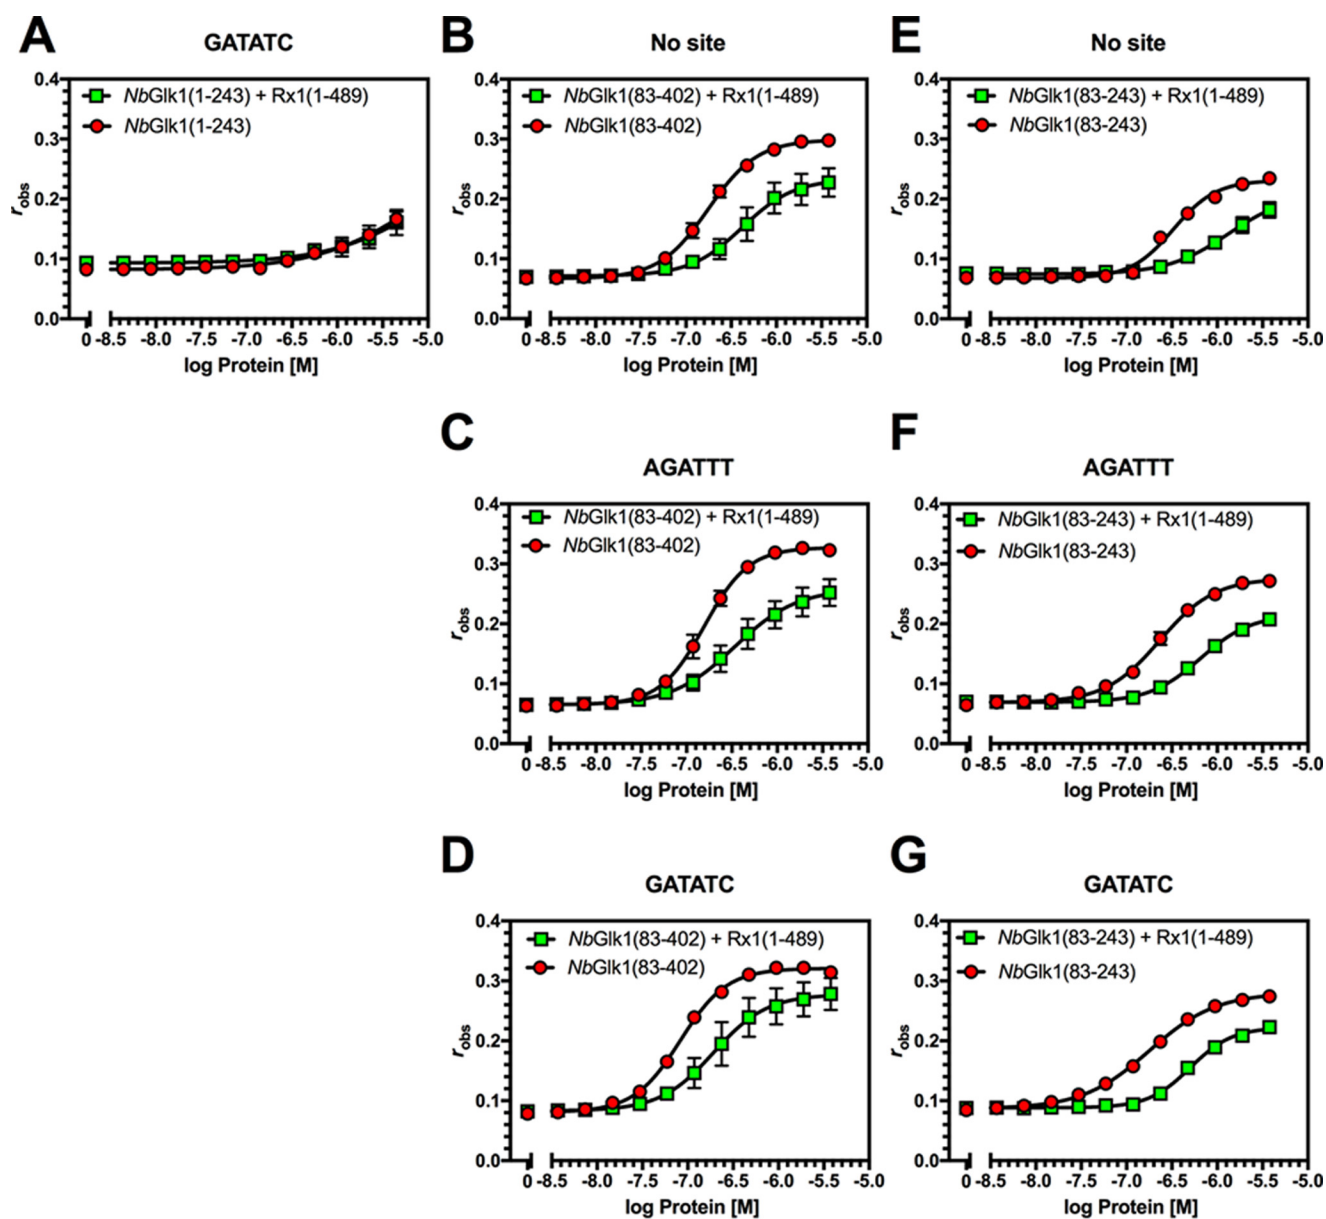 A
GATATC
NbGlk1(1-243) + Rx1(1-489)
NbGlk1(1-243)
0.4
0.3
0.2
0.1
0.0
robs
0 -8.5 -8.0 -7.5 -7.0 -6.5 -6.0 -5.5 -5.0
log Protein [M]
B
No site
NbGlk1(83-402) + Rx1(1-489)
NbGlk1(83-402)
0.4
0.3
0.2
0.1
0.0
robs
0 -8.5 -8.0 -7.5 -7.0 -6.5 -6.0 -5.5 -5.0
log Protein [M]
E
No site
NbGlk1(83-243) + Rx1(1-489)
NbGlk1(83-243)
0.4
0.3
0.2
0.1
0.0
robs
0 -8.5 -8.0 -7.5 -7.0 -6.5 -6.0 -5.5 -5.0
log Protein [M]
C
AGATTT
NbGlk1(83-402) + Rx1(1-489)
NbGlk1(83-402)
0.4
0.3
0.2
0.1
0.0
robs
0 -8.5 -8.0 -7.5 -7.0 -6.5 -6.0 -5.5 -5.0
log Protein [M]
F
AGATTT
NbGlk1(83-243) + Rx1(1-489)
NbGlk1(83-243)
0.4
0.3
0.2
0.1
0.0
robs
0 -8.5 -8.0 -7.5 -7.0 -6.5 -6.0 -5.5 -5.0
log Protein [M]
D
GATATC
NbGlk1(83-402) + Rx1(1-489)
NbGlk1(83-402)
0.4
0.3
0.2
0.1
0.0
robs
0 -8.5 -8.0 -7.5 -7.0 -6.5 -6.0 -5.5 -5.0
log Protein [M]
G
GATATC
NbGlk1(83-243) + Rx1(1-489)
NbGlk1(83-243)
0.4
0.3
0.2
0.1
0.0
robs
0 -8.5 -8.0 -7.5 -7.0 -6.5 -6.0 -5.5 -5.0
log Protein [M]